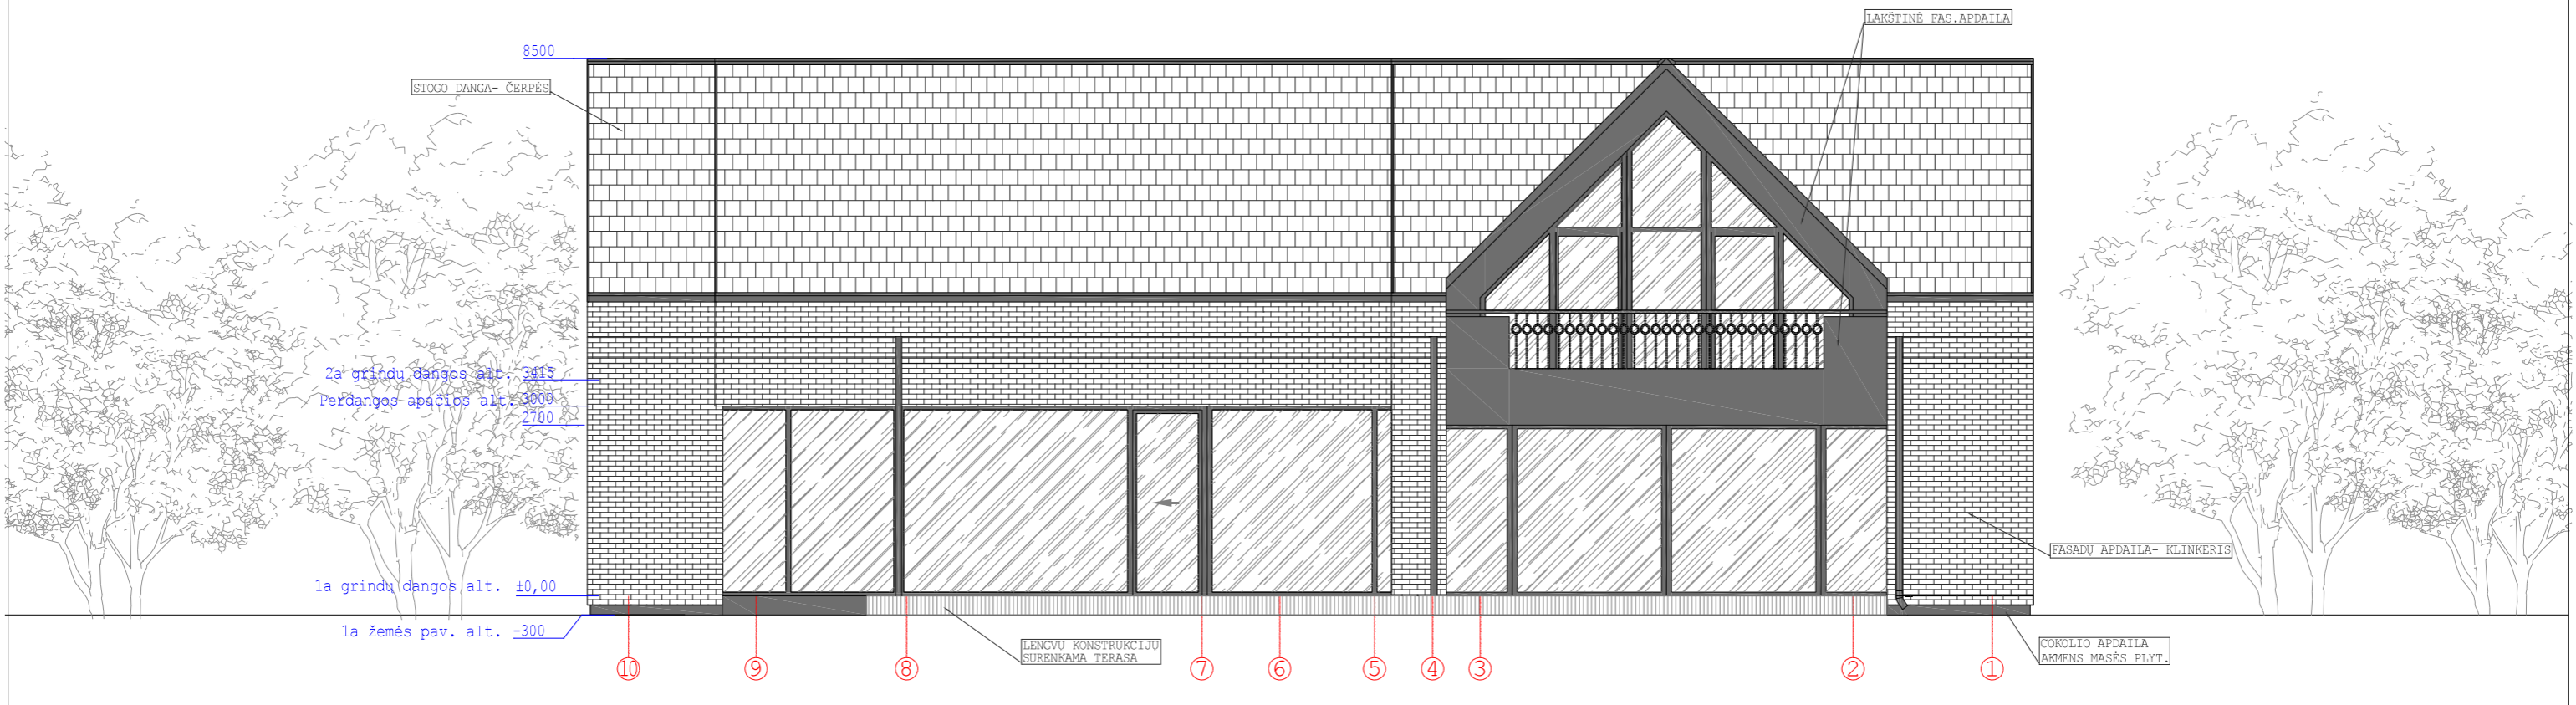 LAKŠTINĖ FAS.APDAILA
8500
STOGO DANGA- ČERPĖS
2a grindų dangos alt. 3415
Perdangos apačios alt. 3000
2700
FASADŲ APDAILA- KLINKERIS
1a grindų dangos alt. ±0,00
1a žemės pav. alt. -300
LENGVŲ KONSTRUKCIJŲ
SURENKAMA TERASA
COKOLIO APDAILA
AKMENS MASĖS PLYT.
10 9 8 7 6 5 4 3 2 1